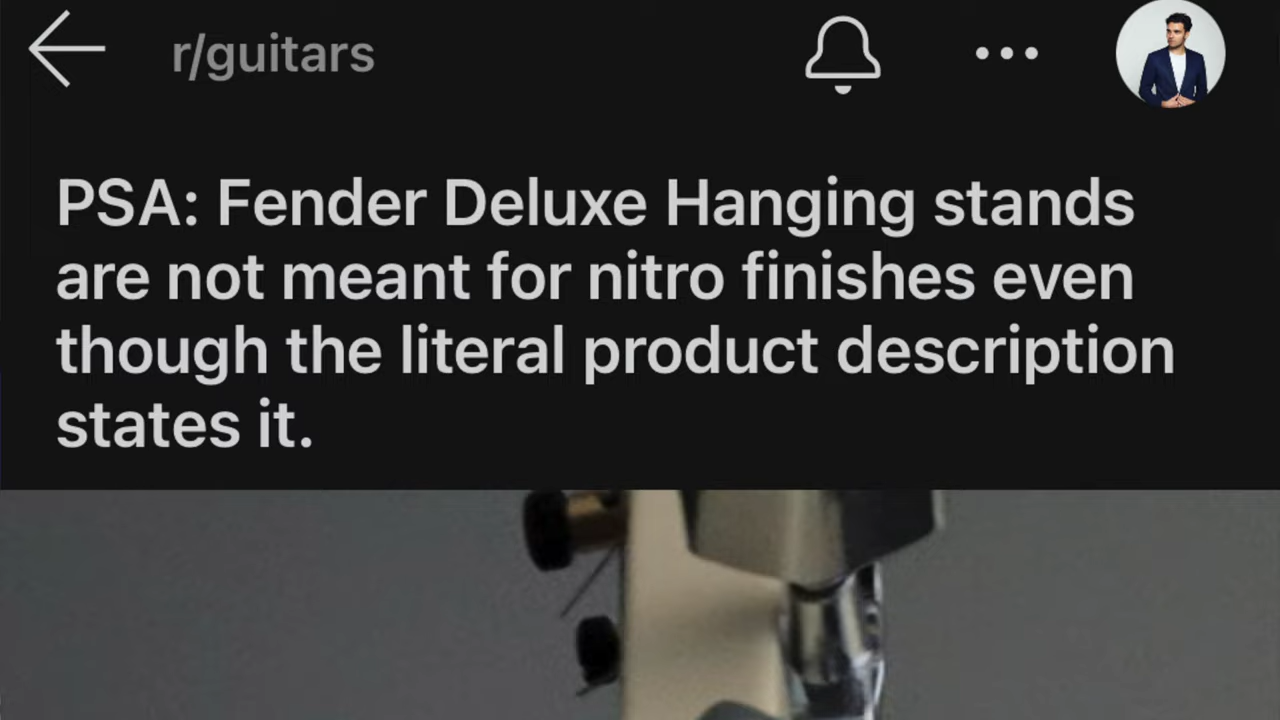 r/guitars
PSA: Fender Deluxe Hanging stands
are not meant for nitro finishes even
though the literal product description
states it.